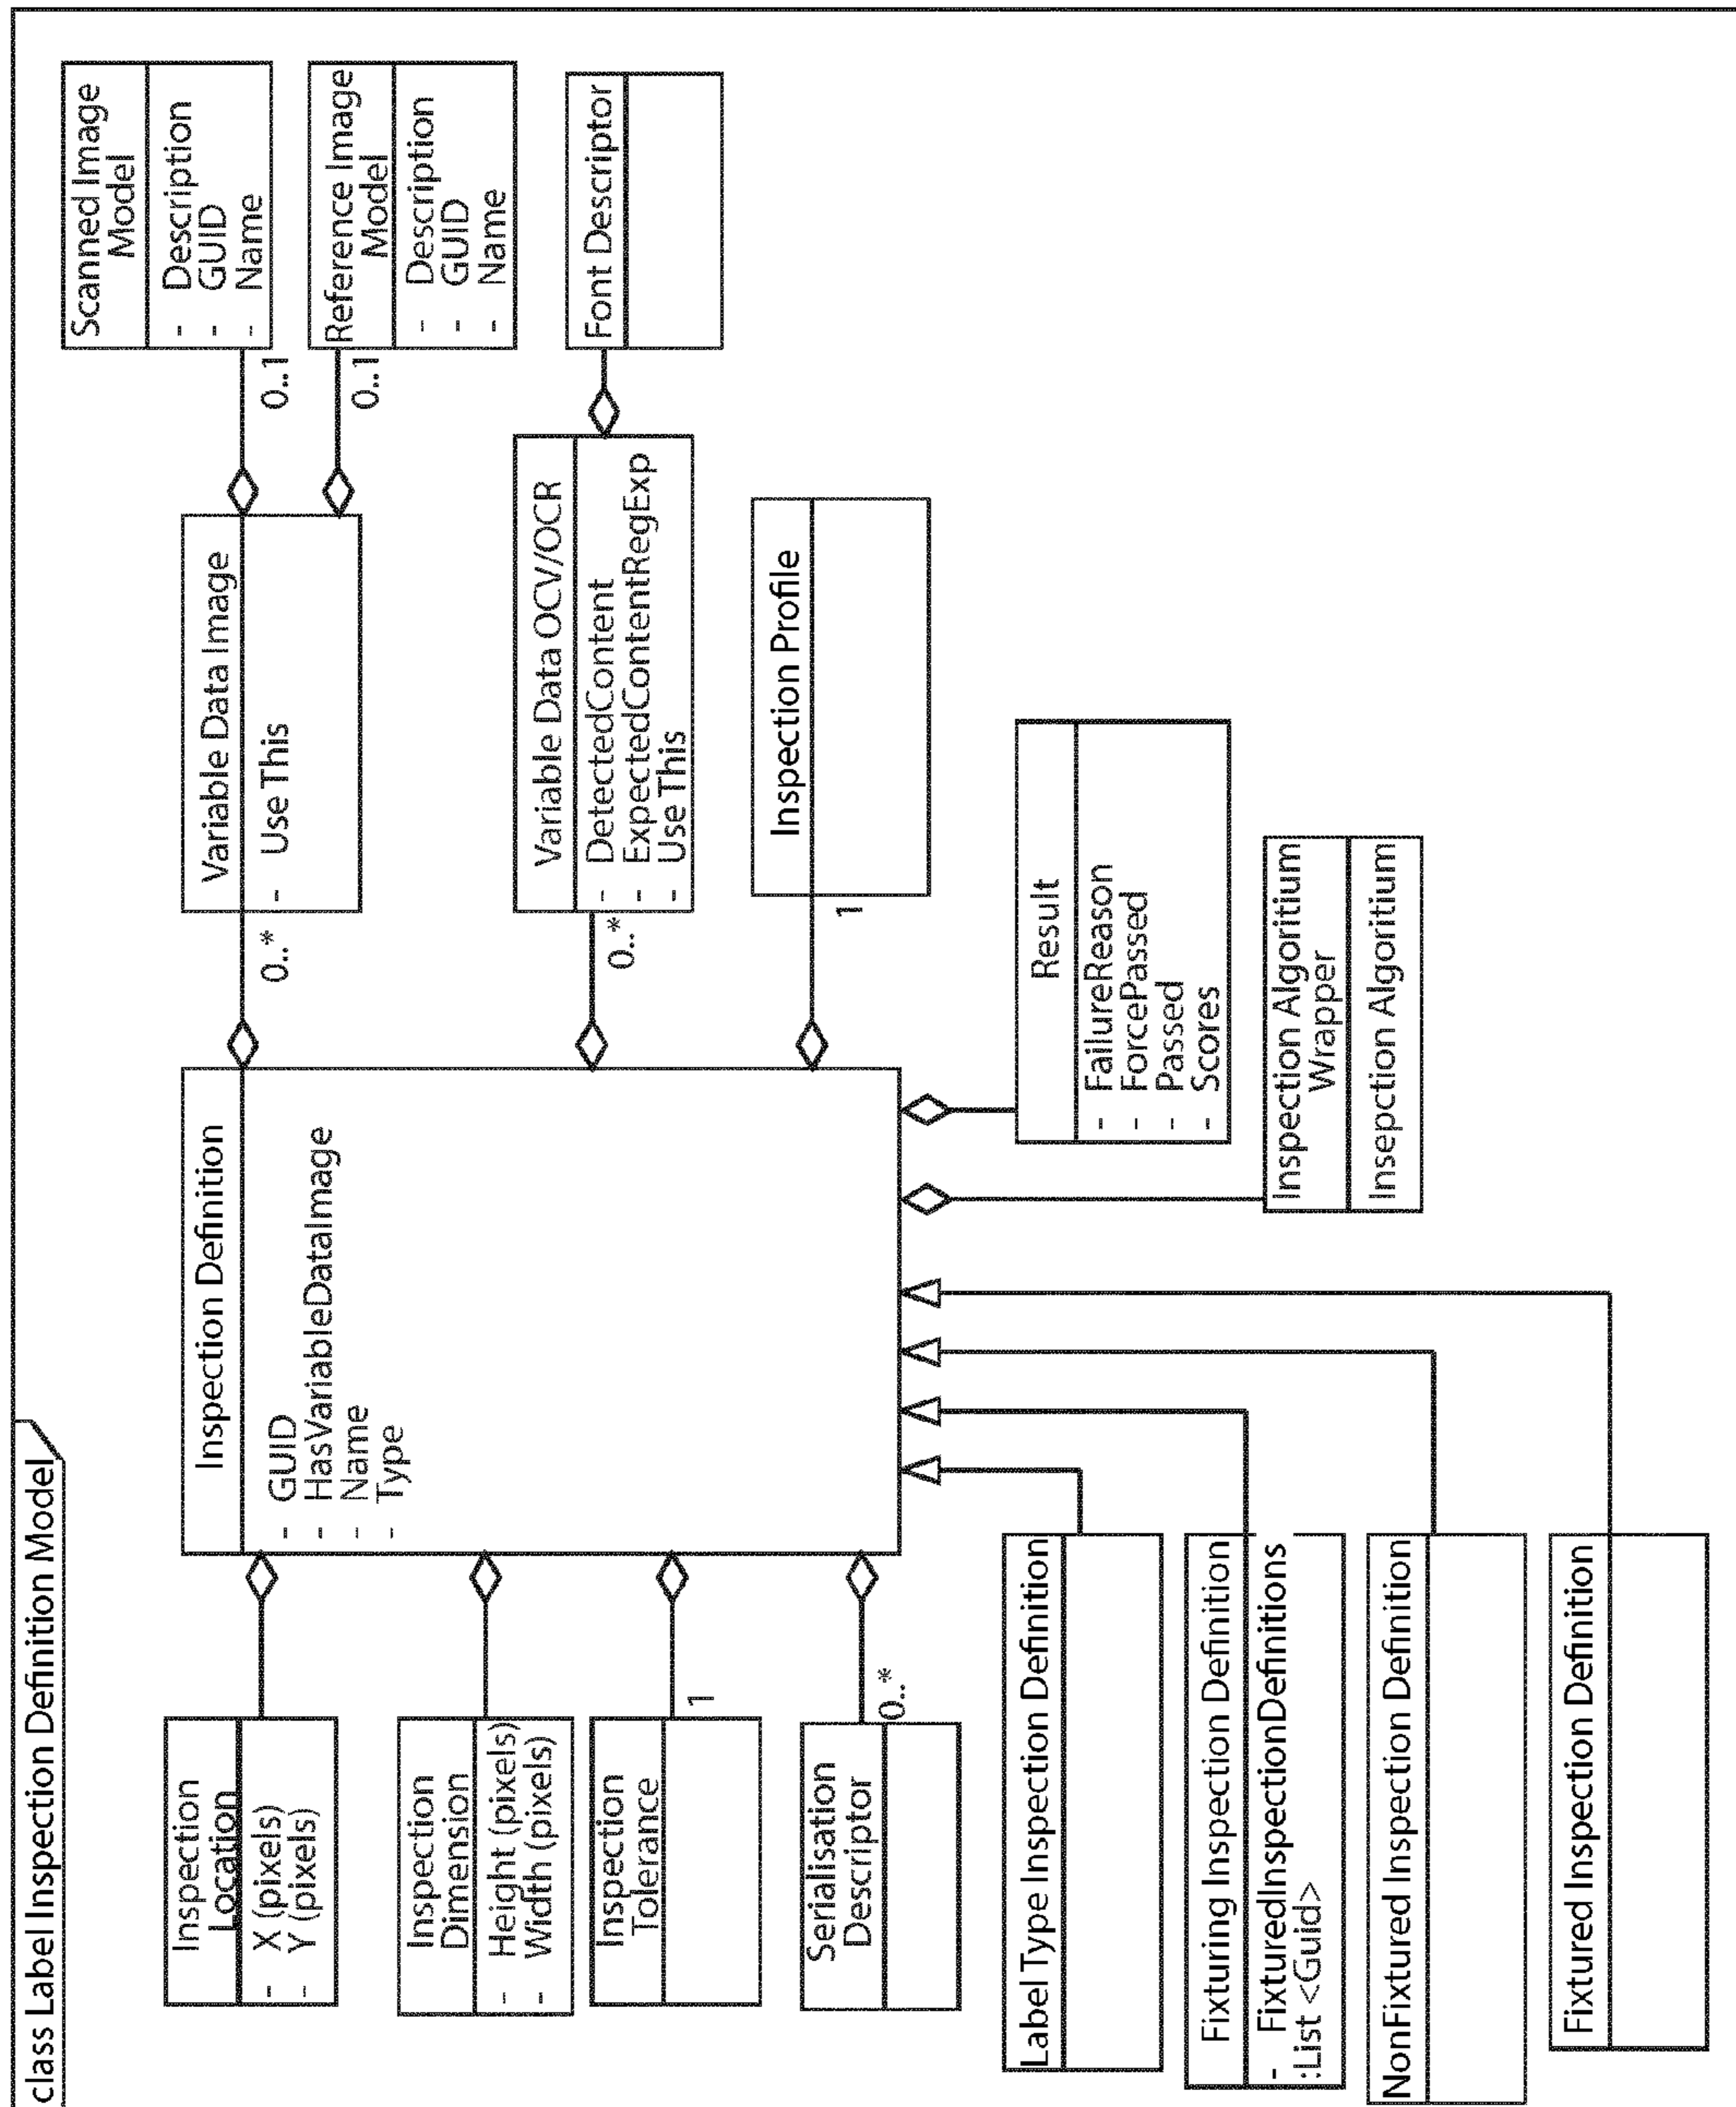 class Label Inspection Definition Model
Inspection
Location
- X (pixels)
- Y (pixels)
Inspection
Dimension
- Height (pixels)
- Width (pixels)
Inspection
Tolerance
1
Serialisation
Descriptor
0..*
Inspection Definition
- GUID
- HasVariableDataImage
- Name
- Type
Variable Data Image
- Use This
0..*
Scanned Image
Model
- Description
- GUID
- Name
0..1
Reference Image
Model
- Description
- GUID
- Name
0..1
Variable Data OCV/OCR
- DetectedContent
- ExpectedContentRegExp
- Use This
0..*
Font Descriptor
Inspection Profile
1
Result
- FailureReason
- ForcePassed
- Passed
- Scores
Inspection Algoritium
Wrapper
Insepction Algoritium
Label Type Inspection Definition
Fixturing Inspection Definition
- FixturedInspectionDefinitions
:List <Guid>
NonFixtured Inspection Definition
Fixtured Inspection Definition